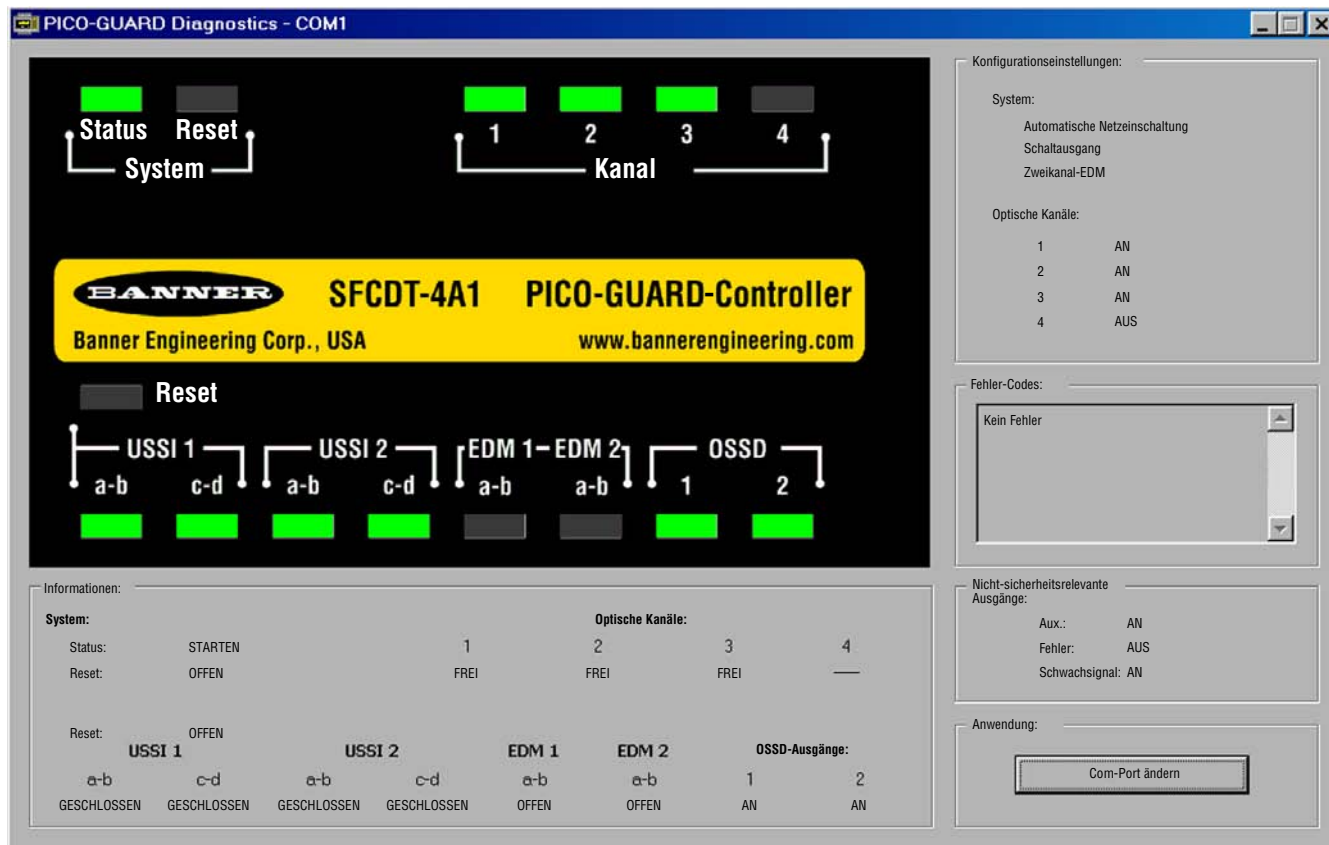 PICO-GUARD Diagnostics - COM1
Status Reset
System
1 2 3 4
Kanal
BANNER SFCDT-4A1 PICO-GUARD-Controller
Banner Engineering Corp., USA www.bannerengineering.com
Reset
USSI 1 USSI 2 EDM 1 EDM 2 OSSD
a-b c-d a-b c-d a-b a-b 1 2
Informationen:
System: Optische Kanäle:
Status: STARTEN 1 2 3 4
Reset: OFFEN FREI FREI FREI —
Reset: OFFEN
USSI 1 USSI 2 EDM 1 EDM 2 OSSD-Ausgänge:
a-b c-d a-b c-d a-b a-b 1 2
GESCHLOSSEN GESCHLOSSEN GESCHLOSSEN GESCHLOSSEN OFFEN OFFEN AN AN
Konfigurationseinstellungen:
System:
Automatische Netzeinschaltung
Schaltausgang
Zweikanal-EDM
Optische Kanäle:
1 AN
2 AN
3 AN
4 AUS
Fehler-Codes:
Kein Fehler
Nicht-sicherheitsrelevante
Ausgänge:
Aux.: AN
Fehler: AUS
Schwachsignal: AN
Anwendung:
Com-Port ändern